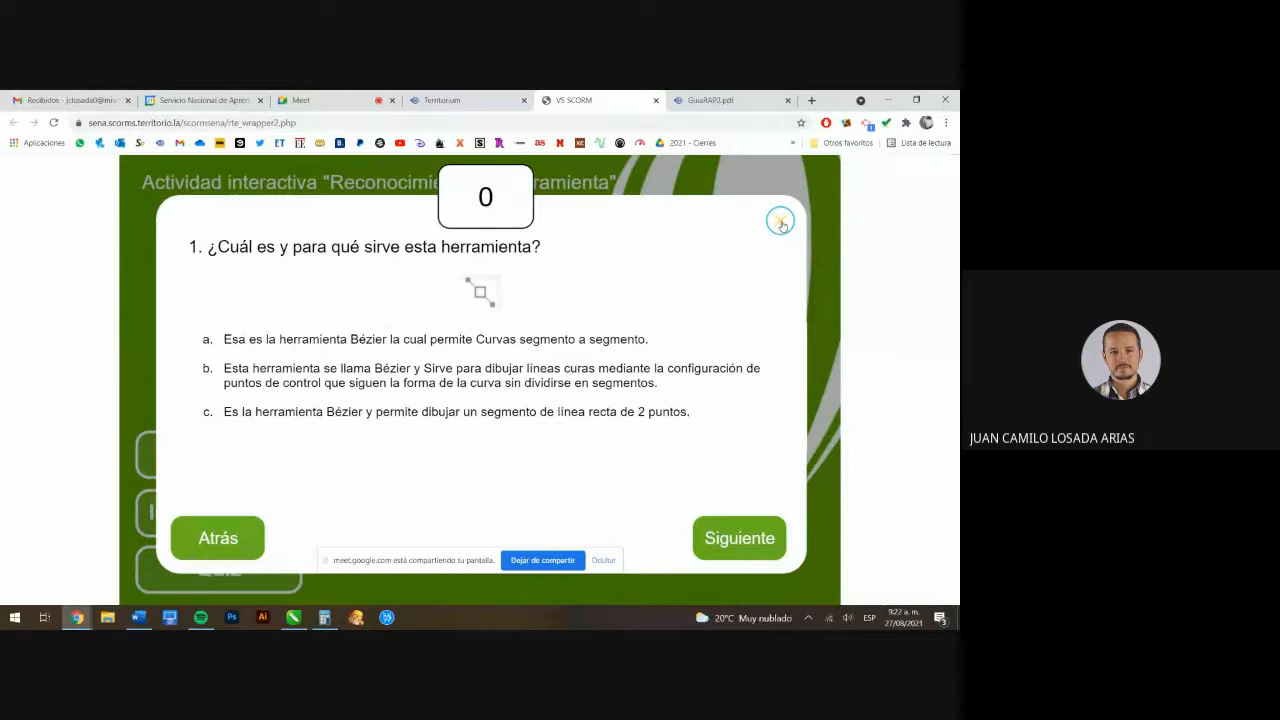 Recibidos - jclosada0@mis
Servicio Nacional de Apren
Meet
Territorium
VS SCORM
GuiaRAP2.pdf
sena.scorms.territorio.la/scormsena/rte_wrapper2.php
Aplicaciones
2021 - Cierres
Otros favoritos
Lista de lectura
Actividad interactiva "Reconocimie
0
ramienta"
1. ¿Cuál es y para qué sirve esta herramienta?
a. Esa es la herramienta Bézier la cual permite Curvas segmento a segmento.
b. Esta herramienta se llama Bézier y Sirve para dibujar líneas curas mediante la configuración de
puntos de control que siguen la forma de la curva sin dividirse en segmentos.
c. Es la herramienta Bézier y permite dibujar un segmento de línea recta de 2 puntos.
JUAN CAMILO LOSADA ARIAS
Atrás
Siguiente
meet.google.com está compartiendo tu pantalla.
Dejar de compartir
Ocultar
20°C Muy nublado
ESP
9:22 a. m.
27/08/2021